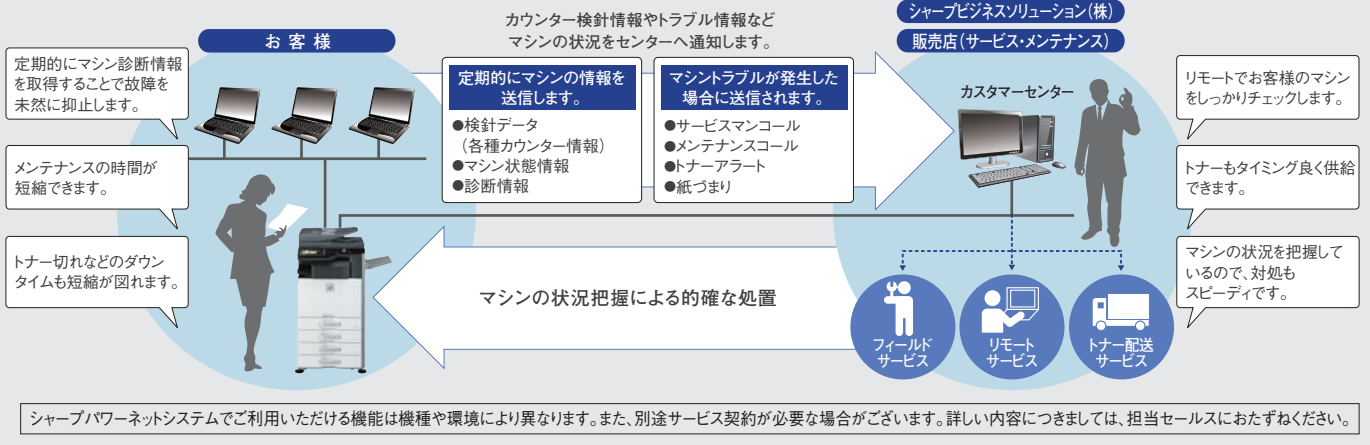 カウンター検針情報やトラブル情報など
マシンの状況をセンターへ通知します。
シャープビジネスソリューション(株)
販売店(サービス・メンテナンス)
お客様
定期的にマシン診断情報
を取得することで故障を
未然に抑止します。
メンテナンスの時間が
短縮できます。
トナー切れなどのダウン
タイムも短縮が図れます。
定期的にマシンの情報を
送信します。
●検針データ
(各種カウンター情報)
●マシン状態情報
●診断情報
マシントラブルが発生した
場合に送信されます。
●サービスマンコール
●メンテナンスコール
●トナーアラート
●紙づまり
カスタマーセンター
リモートでお客様のマシン
をしっかりチェックします。
トナーもタイミング良く供給
できます。
マシンの状況を把握して
いるので、対処も
スピーディです。
マシンの状況把握による的確な処置
フィールド
サービス
リモート
サービス
トナー配送
サービス
シャープパワーネットシステムでご利用いただける機能は機種や環境により異なります。また、別途サービス契約が必要な場合がございます。詳しい内容につきましては、担当セールスにおたずねください。